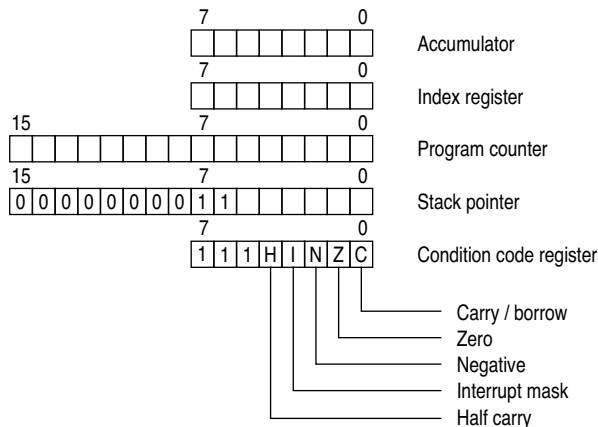 7 0
Accumulator
7 0
Index register
15 7 0
Program counter
15 7 0
0 0 0 0 0 0 0 0 1 1 Stack pointer
7 0
1 1 1 H I N Z C Condition code register
Carry / borrow
Zero
Negative
Interrupt mask
Half carry